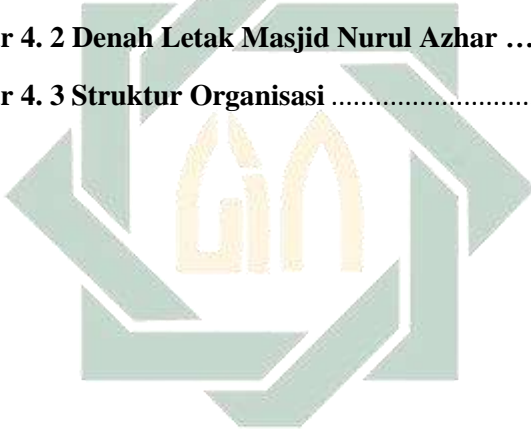 r 4. 2 Denah Letak Masjid Nurul Azhar …
r 4. 3 Struktur Organisasi ...........................